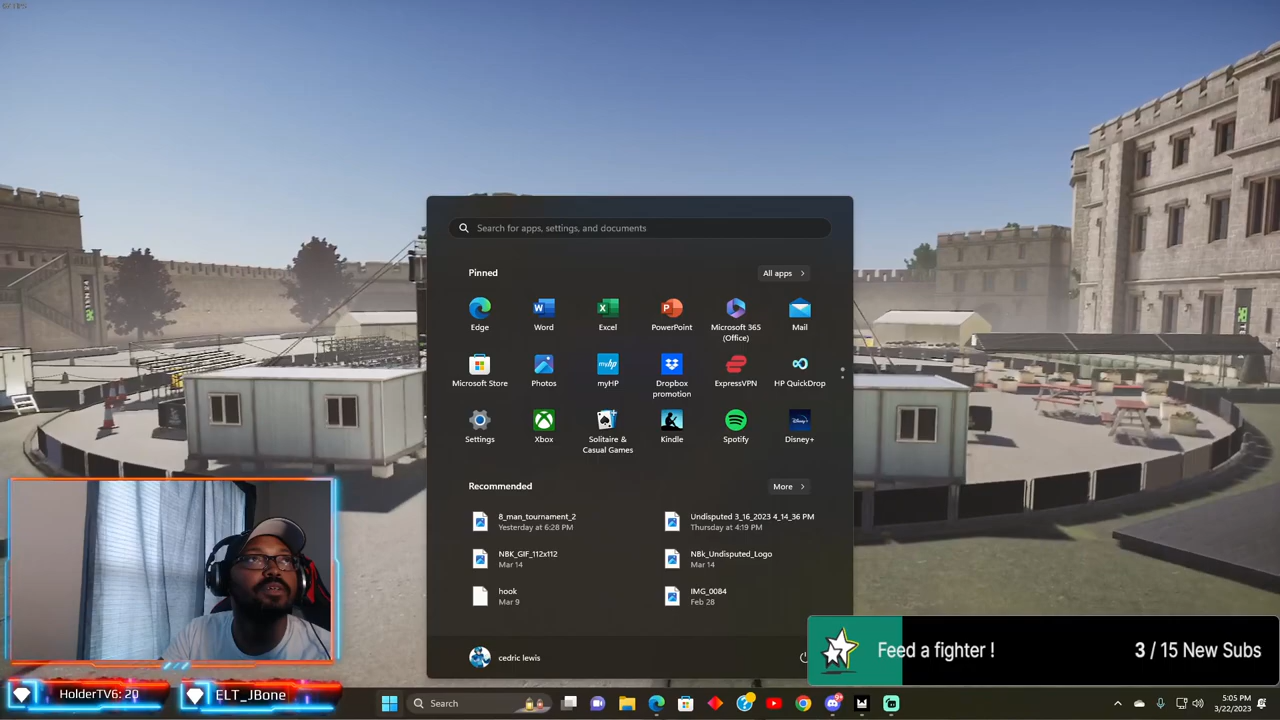 Search for apps, settings, and documents
Pinned
All apps
Edge
Word
Excel
PowerPoint
Microsoft 365
(Office)
Mail
Microsoft Store
Photos
myHP
Dropbox
promotion
ExpressVPN
HP QuickDrop
Settings
Xbox
Solitaire &
Casual Games
Kindle
Spotify
Disney+
Recommended
More
8_man_tournament_2
Yesterday at 6:28 PM
Undisputed 3_16_2023 4_14_36 PM
Thursday at 4:19 PM
NBK_GIF_112x112
Mar 14
NBk_Undisputed_Logo
Mar 14
hook
Mar 9
IMG_0084
Feb 28
cedric lewis
Feed a fighter !
3 / 15 New Subs
HolderTV6: 20
ELT_JBone
Search
5:05 PM
3/22/2023